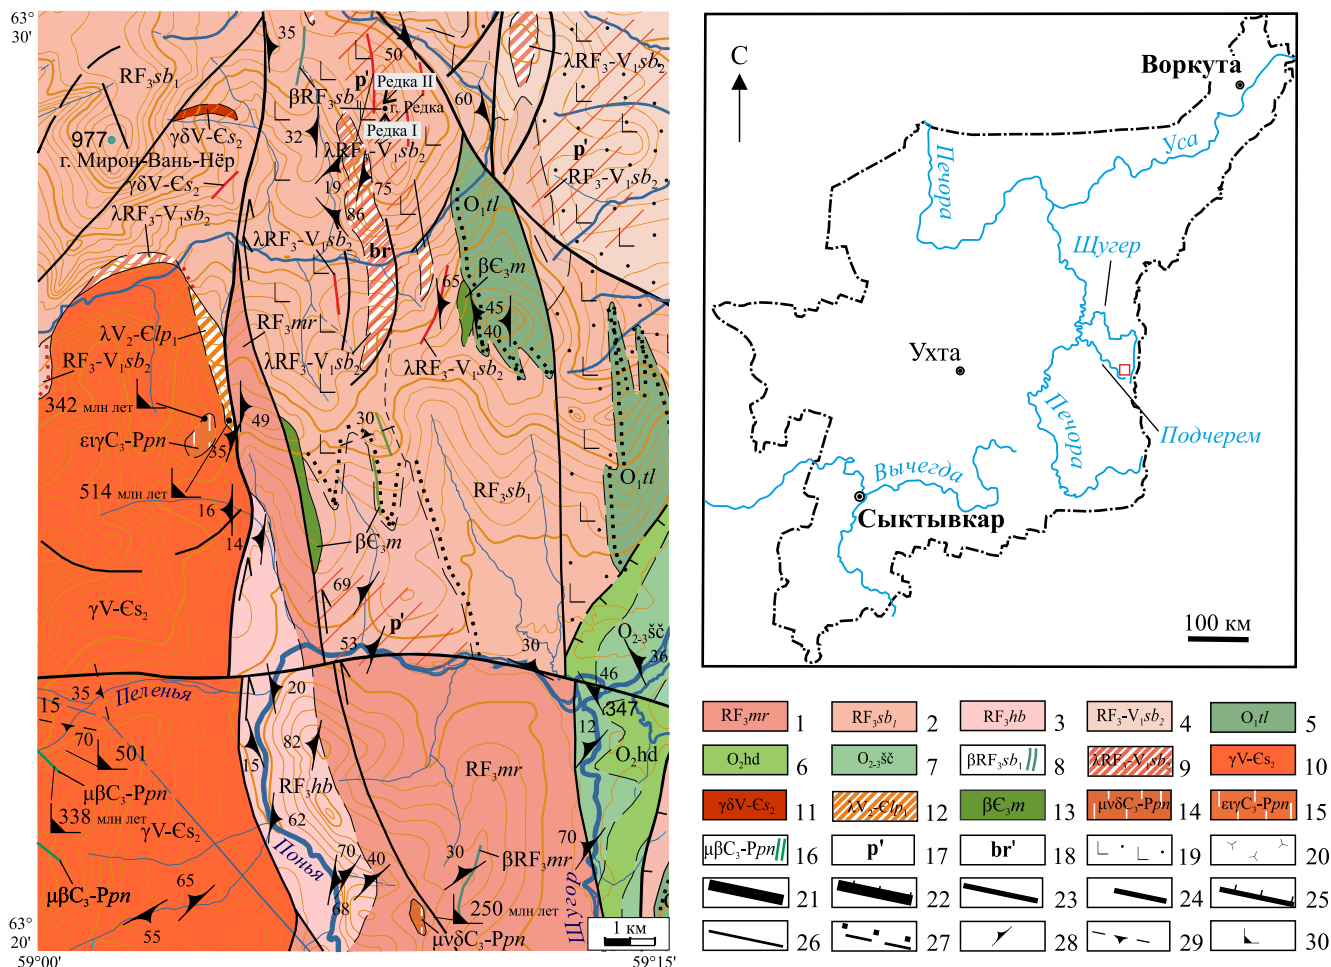 63°
30'
RF₃sb₁
35
50
λRF₃-V₁sb₂
p'
Редка II
βRF₃sb₁
г. Редка
60
Редка I
γδV-Єs₂
977
32
г. Мирон-Вань-Нёр
λRF₃-V₁sb₂
p'
RF₃-V₁sb₂
γδV-Єs₂
19
75
λRF₃-V₁sb₂
86
O₁tl
λRF₃-V₁sb₂
br
βЄ₃m
65
45
40
λV₂-Єlp₁
RF₃mr
RF₃-V₁sb₂
λRF₃-V₁sb₂
λRF₃-V₁sb₂
342 млн лет
49
30
ειγC₃-Ppn
35
O₁tl
514 млн лет
RF₃sb₁
16
14
βЄ₃m
69
γV-Єs₂
p'
53
O₂₋₃šč
30
36
46
35
Пеленья
20
347
15
12
70
501
82
15
O₂hd
μβC₃-Ppn
RF₃hb
RF₃mr
338 млн лет
γV-Єs₂
62
70
Понья
30
βRF₃mr
70
40
μβC₃-Ppn
65
68
250 млн лет
Щугор
55
μνδC₃-Ppn
1 км
63°
20'
59°00'
59°15'
С
Воркута
Уса
Печора
Щугер
Ухта
Печора
Подчерем
Вычегда
Сыктывкар
100 км
RF₃mr 1
RF₃sb₁ 2
RF₃hb 3
RF₃-V₁sb₂ 4
O₁tl 5
O₂hd 6
O₂₋₃šč 7
βRF₃sb₁ 8
λRF₃-V₁sb₂ 9
γV-Єs₂ 10
γδV-Єs₂ 11
λV₂-Єlp₁ 12
βЄ₃m 13
μνδC₃-Ppn 14
ειγC₃-Ppn 15
μβC₃-Ppn 16
p' 17
br' 18
19
20
21
22
23
24
25
26
27
28
29
30